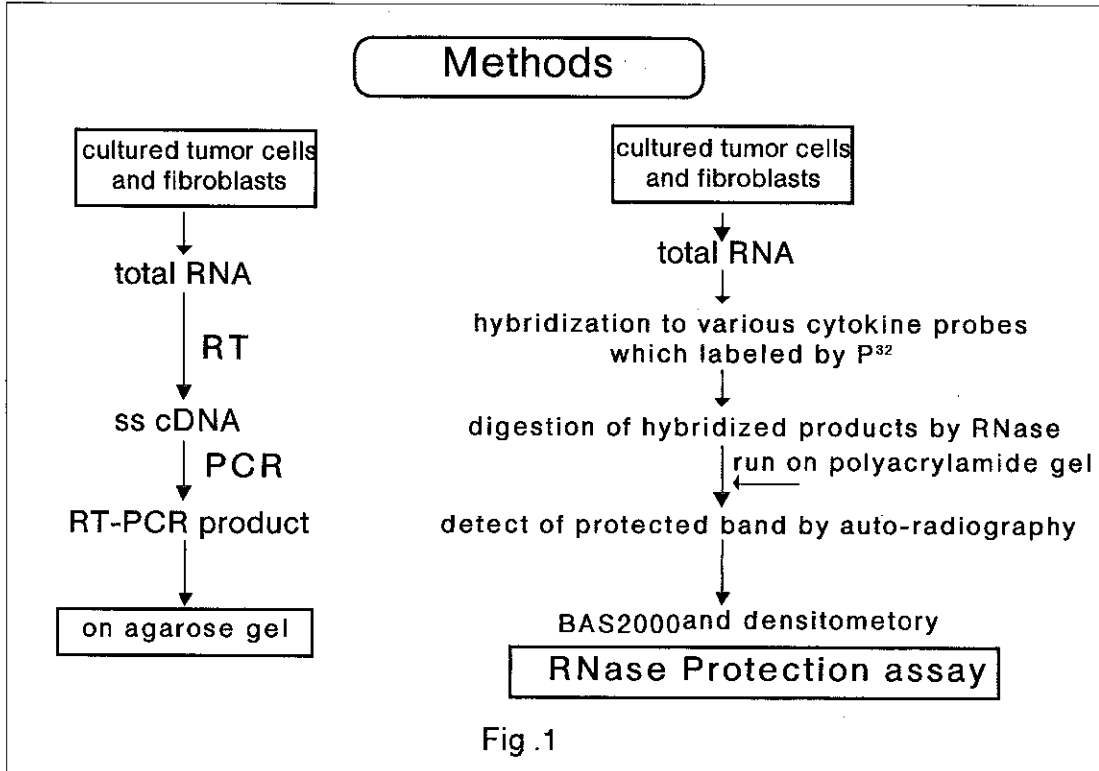 Methods
cultured tumor cells
and fibroblasts
total RNA
RT
ss cDNA
PCR
RT-PCR product
on agarose gel
cultured tumor cells
and fibroblasts
total RNA
hybridization to various cytokine probes
which labeled by P³²
digestion of hybridized products by RNase
run on polyacrylamide gel
detect of protected band by auto-radiography
BAS2000and densitometory
RNase Protection assay
Fig .1